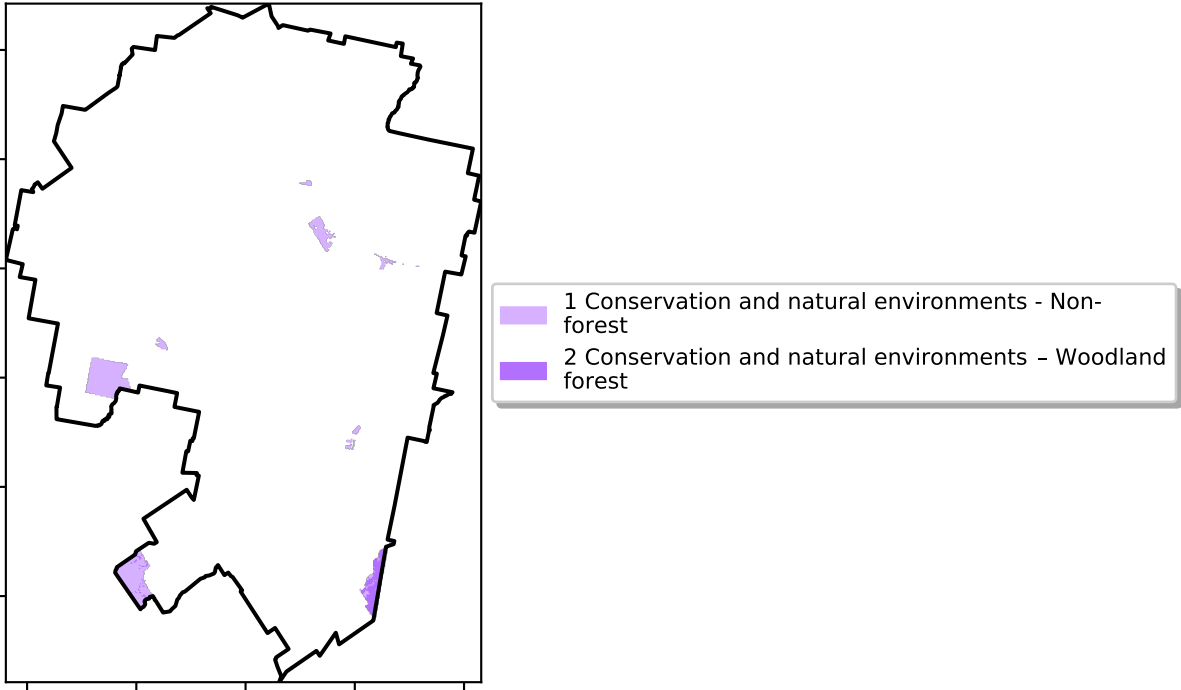 1 Conservation and natural environments - Non-
forest
2 Conservation and natural environments – Woodland
forest